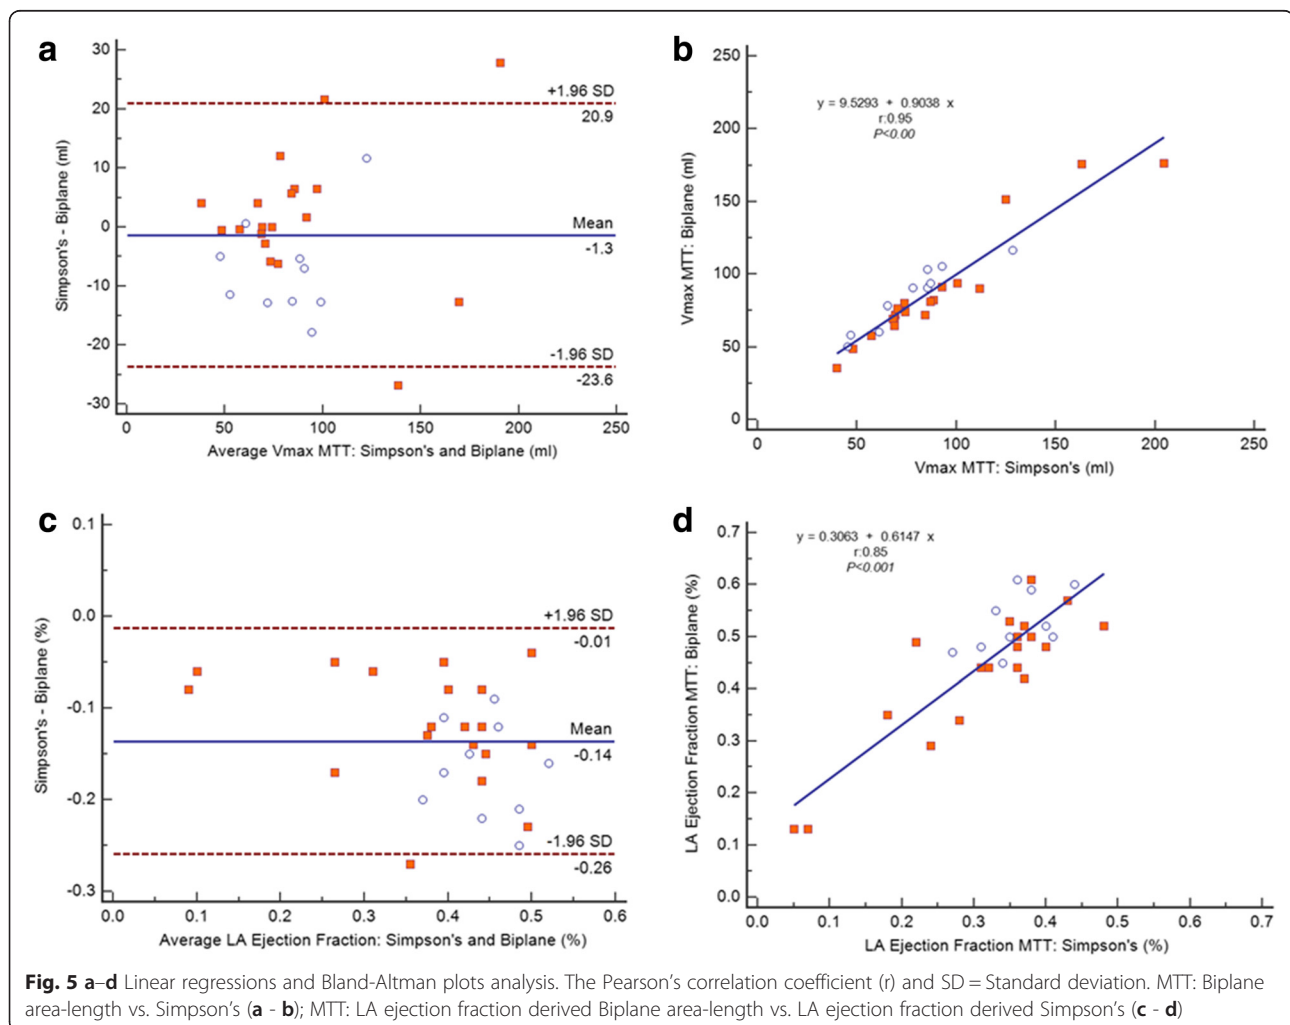 a
30
20
10
0
-10
-20
-30
Simpson's - Biplane (ml)
+1.96 SD
20.9
Mean
-1.3
-1.96 SD
-23.6
0 50 100 150 200 250
Average Vmax MTT: Simpson's and Biplane (ml)
b
250
200
150
100
50
0
Vmax MTT: Biplane (ml)
y = 9.5293 + 0.9038 x
r:0.95
P<0.00
0 50 100 150 200 250
Vmax MTT: Simpson's (ml)
c
0.1
0.0
-0.1
-0.2
-0.3
Simpson's - Biplane (%)
+1.96 SD
-0.01
Mean
-0.14
-1.96 SD
-0.26
0.0 0.1 0.2 0.3 0.4 0.5 0.6
Average LA Ejection Fraction: Simpson's and Biplane (%)
d
0.7
0.6
0.5
0.4
0.3
0.2
0.1
0.0
LA Ejection Fraction MTT: Biplane (%)
y = 0.3063 + 0.6147 x
r:0.85
P<0.001
0.0 0.1 0.2 0.3 0.4 0.5 0.6 0.7
LA Ejection Fraction MTT: Simpson's (%)
Fig. 5 a–d Linear regressions and Bland-Altman plots analysis. The Pearson's correlation coefficient (r) and SD = Standard deviation. MTT: Biplane
area-length vs. Simpson's (a - b); MTT: LA ejection fraction derived Biplane area-length vs. LA ejection fraction derived Simpson's (c - d)